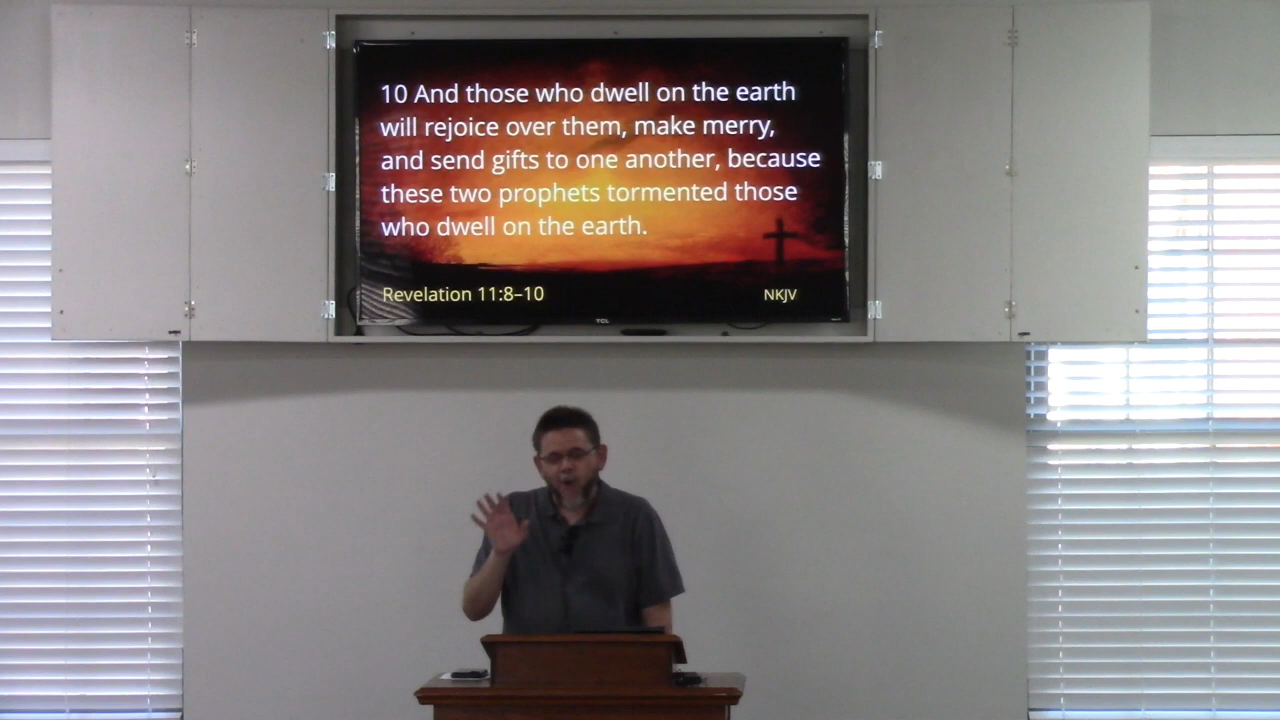 10 And those who dwell on the earth
will rejoice over them, make merry,
and send gifts to one another, because
these two prophets tormented those
who dwell on the earth.
Revelation 11:8–10
NKJV
TCL